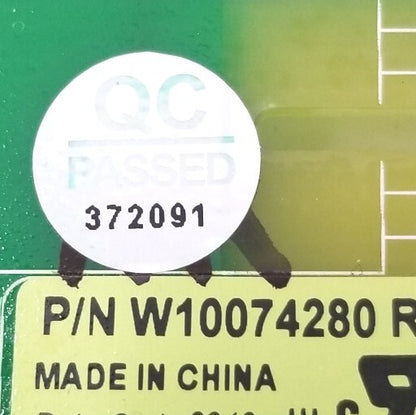 QC
PASSED
372091
P/N W10074280 R
MADE IN CHINA